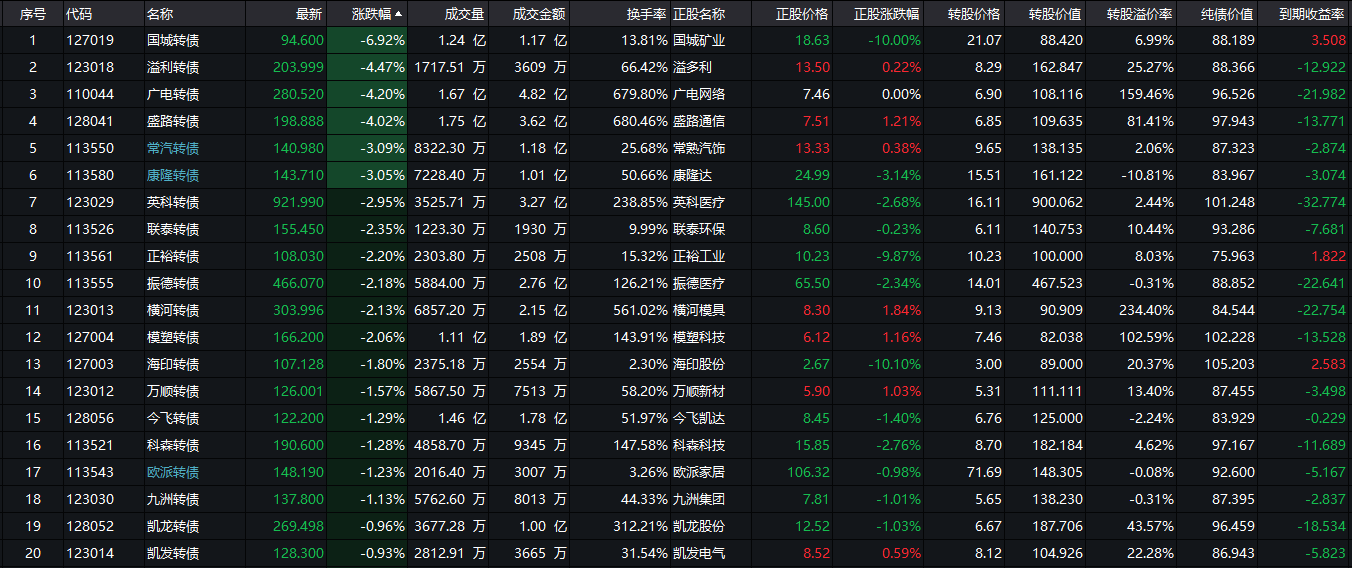 序号 代码 名称 最新 涨跌幅 成交量 成交金额 换手率 正股名称 正股价格 正股涨跌幅 转股价格 转股价值 转股溢价率 纯债价值 到期收益率
1 127019 国城转债 94.600 -6.92% 1.24 亿 1.17 亿 13.81% 国城矿业 18.63 -10.00% 21.07 88.420 6.99% 88.189 3.508
2 123018 溢利转债 203.999 -4.47% 1717.51 万 3609 万 66.42% 溢多利 13.50 0.22% 8.29 162.847 25.27% 88.366 -12.922
3 110044 广电转债 280.520 -4.20% 1.67 亿 4.82 亿 679.80% 广电网络 7.46 0.00% 6.90 108.116 159.46% 96.526 -21.982
4 128041 盛路转债 198.888 -4.02% 1.75 亿 3.62 亿 680.46% 盛路通信 7.51 1.21% 6.85 109.635 81.41% 97.943 -13.771
5 113550 常汽转债 140.980 -3.09% 8322.30 万 1.18 亿 25.68% 常熟汽饰 13.33 0.38% 9.65 138.135 2.06% 87.323 -2.874
6 113580 康隆转债 143.710 -3.05% 7228.40 万 1.01 亿 50.66% 康隆达 24.99 -3.14% 15.51 161.122 -10.81% 83.967 -3.074
7 123029 英科转债 921.990 -2.95% 3525.71 万 3.27 亿 238.85% 英科医疗 145.00 -2.68% 16.11 900.062 2.44% 101.248 -32.774
8 113526 联泰转债 155.450 -2.35% 1223.30 万 1930 万 9.99% 联泰环保 8.60 -0.23% 6.11 140.753 10.44% 93.286 -7.681
9 113561 正裕转债 108.030 -2.20% 2303.80 万 2508 万 15.32% 正裕工业 10.23 -9.87% 10.23 100.000 8.03% 75.963 1.822
10 113555 振德转债 466.070 -2.18% 5884.00 万 2.76 亿 126.21% 振德医疗 65.50 -2.34% 14.01 467.523 -0.31% 88.852 -22.641
11 123013 横河转债 303.996 -2.13% 6857.20 万 2.15 亿 561.02% 横河模具 8.30 1.84% 9.13 90.909 234.40% 84.544 -22.754
12 127004 模塑转债 166.200 -2.06% 1.11 亿 1.89 亿 143.91% 模塑科技 6.12 1.16% 7.46 82.038 102.59% 102.228 -13.528
13 127003 海印转债 107.128 -1.80% 2375.18 万 2554 万 2.30% 海印股份 2.67 -10.10% 3.00 89.000 20.37% 105.203 2.583
14 123012 万顺转债 126.001 -1.57% 5867.50 万 7513 万 58.20% 万顺新材 5.90 1.03% 5.31 111.111 13.40% 87.455 -3.498
15 128056 今飞转债 122.200 -1.29% 1.46 亿 1.78 亿 51.97% 今飞凯达 8.45 -1.40% 6.76 125.000 -2.24% 83.929 -0.229
16 113521 科森转债 190.600 -1.28% 4858.70 万 9345 万 147.58% 科森科技 15.85 -2.76% 8.70 182.184 4.62% 97.167 -11.689
17 113543 欧派转债 148.190 -1.23% 2016.40 万 3007 万 3.26% 欧派家居 106.32 -0.98% 71.69 148.305 -0.08% 92.600 -5.167
18 123030 九洲转债 137.800 -1.13% 5762.60 万 8013 万 44.33% 九洲集团 7.81 -1.01% 5.65 138.230 -0.31% 87.395 -2.837
19 128052 凯龙转债 269.498 -0.96% 3677.28 万 1.00 亿 312.21% 凯龙股份 12.52 -1.03% 6.67 187.706 43.57% 96.459 -18.534
20 123014 凯发转债 128.300 -0.93% 2812.91 万 3665 万 31.54% 凯发电气 8.52 0.59% 8.12 104.926 22.28% 86.943 -5.823